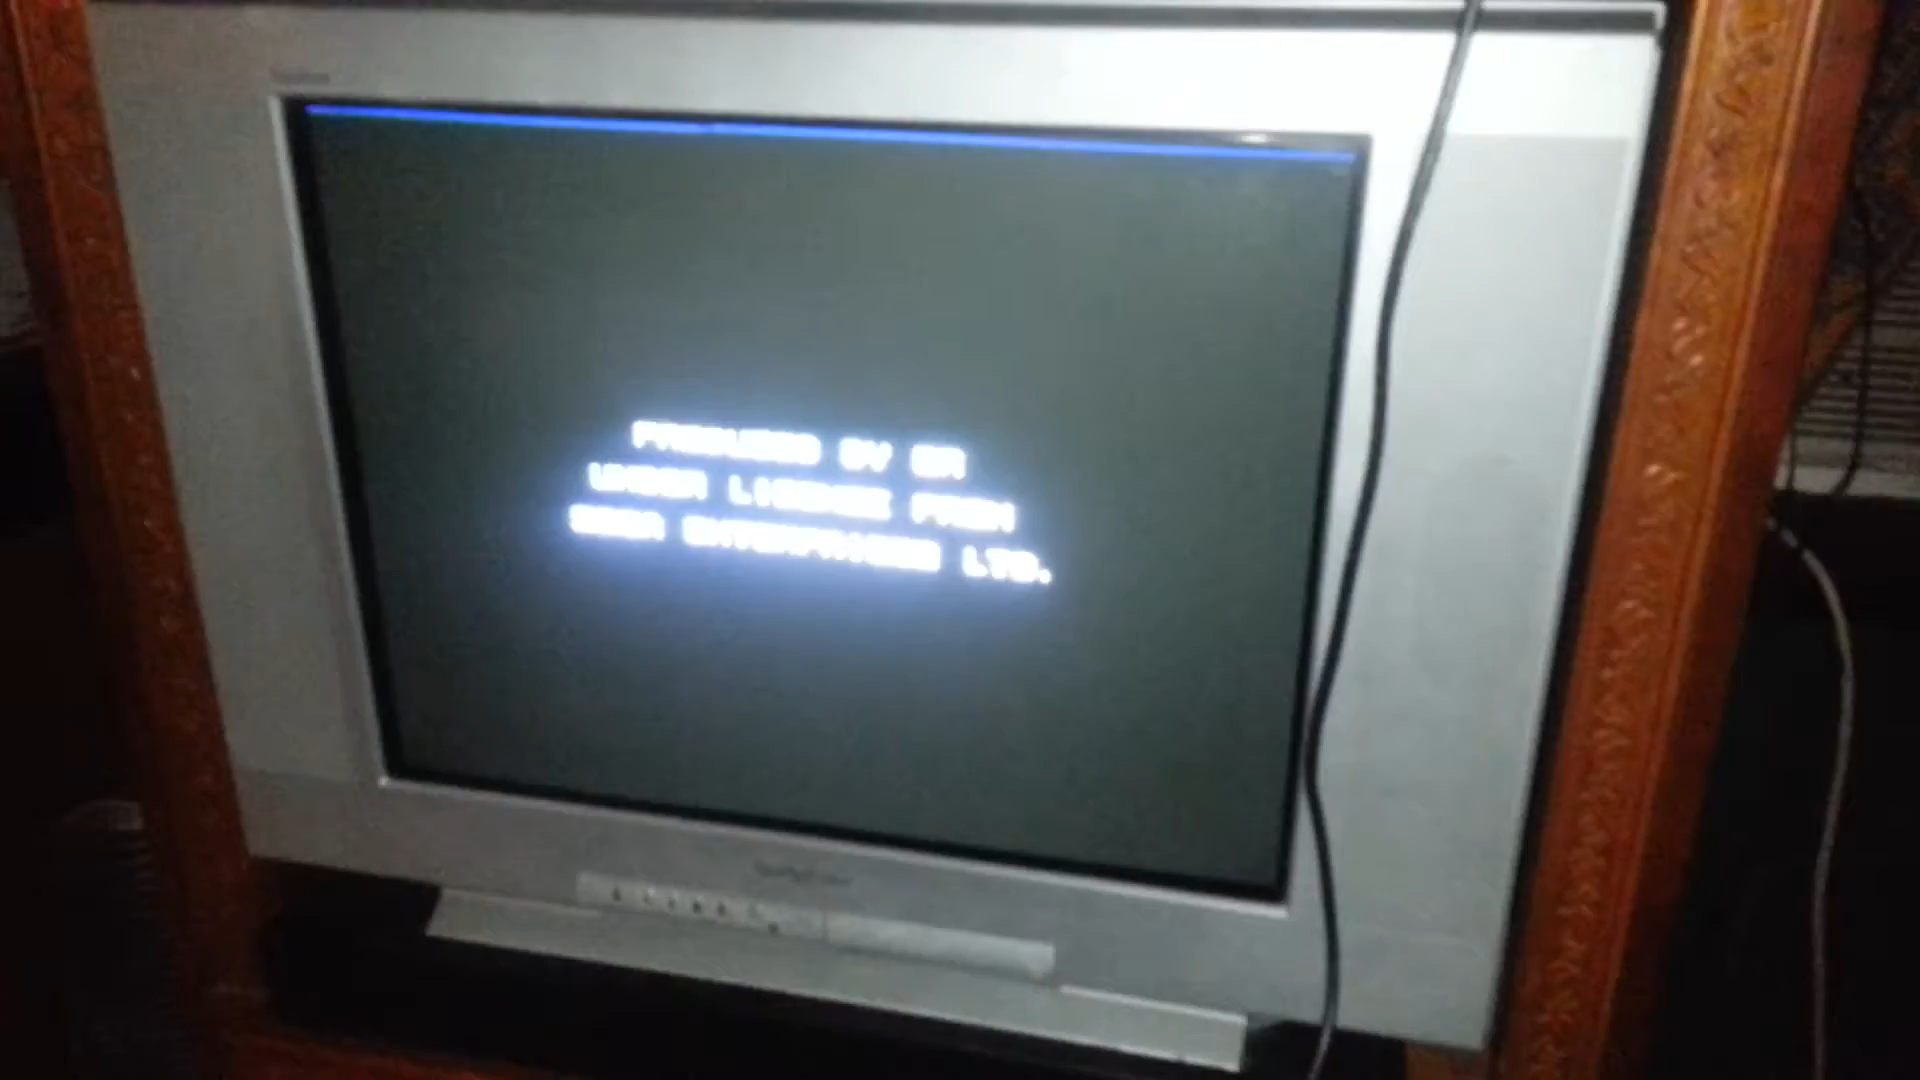 PRODUCED BY OR
UNDER LICENSE FROM
SEGA ENTERPRISES LTD.